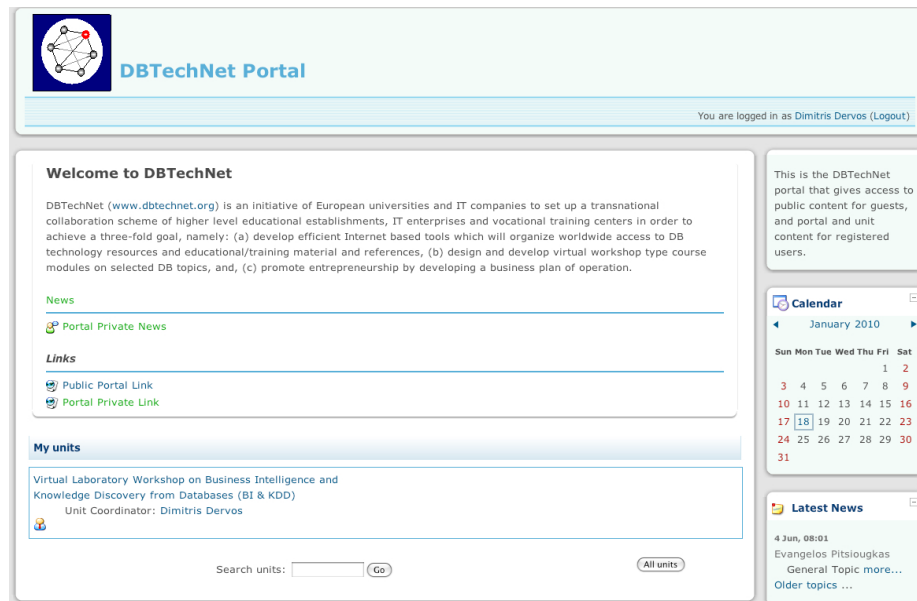 DBTechNet Portal
You are logged in as Dimitris Dervos (Logout)
Welcome to DBTechNet
DBTechNet (www.dbtechnet.org) is an initiative of European universities and IT companies to set up a transnational
collaboration scheme of higher level educational establishments, IT enterprises and vocational training centers in order to
achieve a three-fold goal, namely: (a) develop efficient Internet based tools which will organize worldwide access to DB
technology resources and educational/training material and references, (b) design and develop virtual workshop type course
modules on selected DB topics, and, (c) promote entrepreneurship by developing a business plan of operation.
News
Portal Private News
Links
Public Portal Link
Portal Private Link
My units
Virtual Laboratory Workshop on Business Intelligence and
Knowledge Discovery from Databases (BI & KDD)
Unit Coordinator: Dimitris Dervos
Search units: Go
All units
This is the DBTechNet
portal that gives access to
public content for guests,
and portal and unit
content for registered
users.
Calendar
January 2010
Sun Mon Tue Wed Thu Fri Sat
1 2
3 4 5 6 7 8 9
10 11 12 13 14 15 16
17 18 19 20 21 22 23
24 25 26 27 28 29 30
31
Latest News
4 Jun, 08:01
Evangelos Pitsiougkas
General Topic more...
Older topics ...